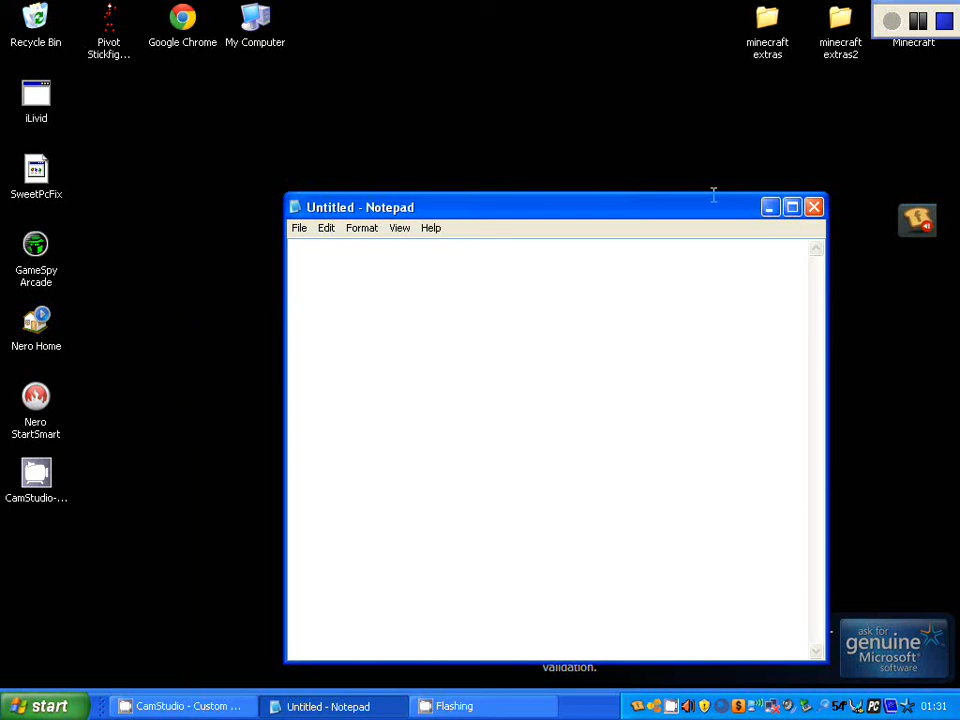 Recycle Bin
Pivot
Stickfig...
Google Chrome
My Computer
minecraft
extras
minecraft
extras2
Minecraft
iLivid
SweetPcFix
GameSpy
Arcade
Nero Home
Nero
StartSmart
CamStudio-...
Untitled - Notepad
File Edit Format View Help
ask for
genuine
Microsoft
software
validation.
start
CamStudio - Custom ...
Untitled - Notepad
Flashing
54°
PC
01:31